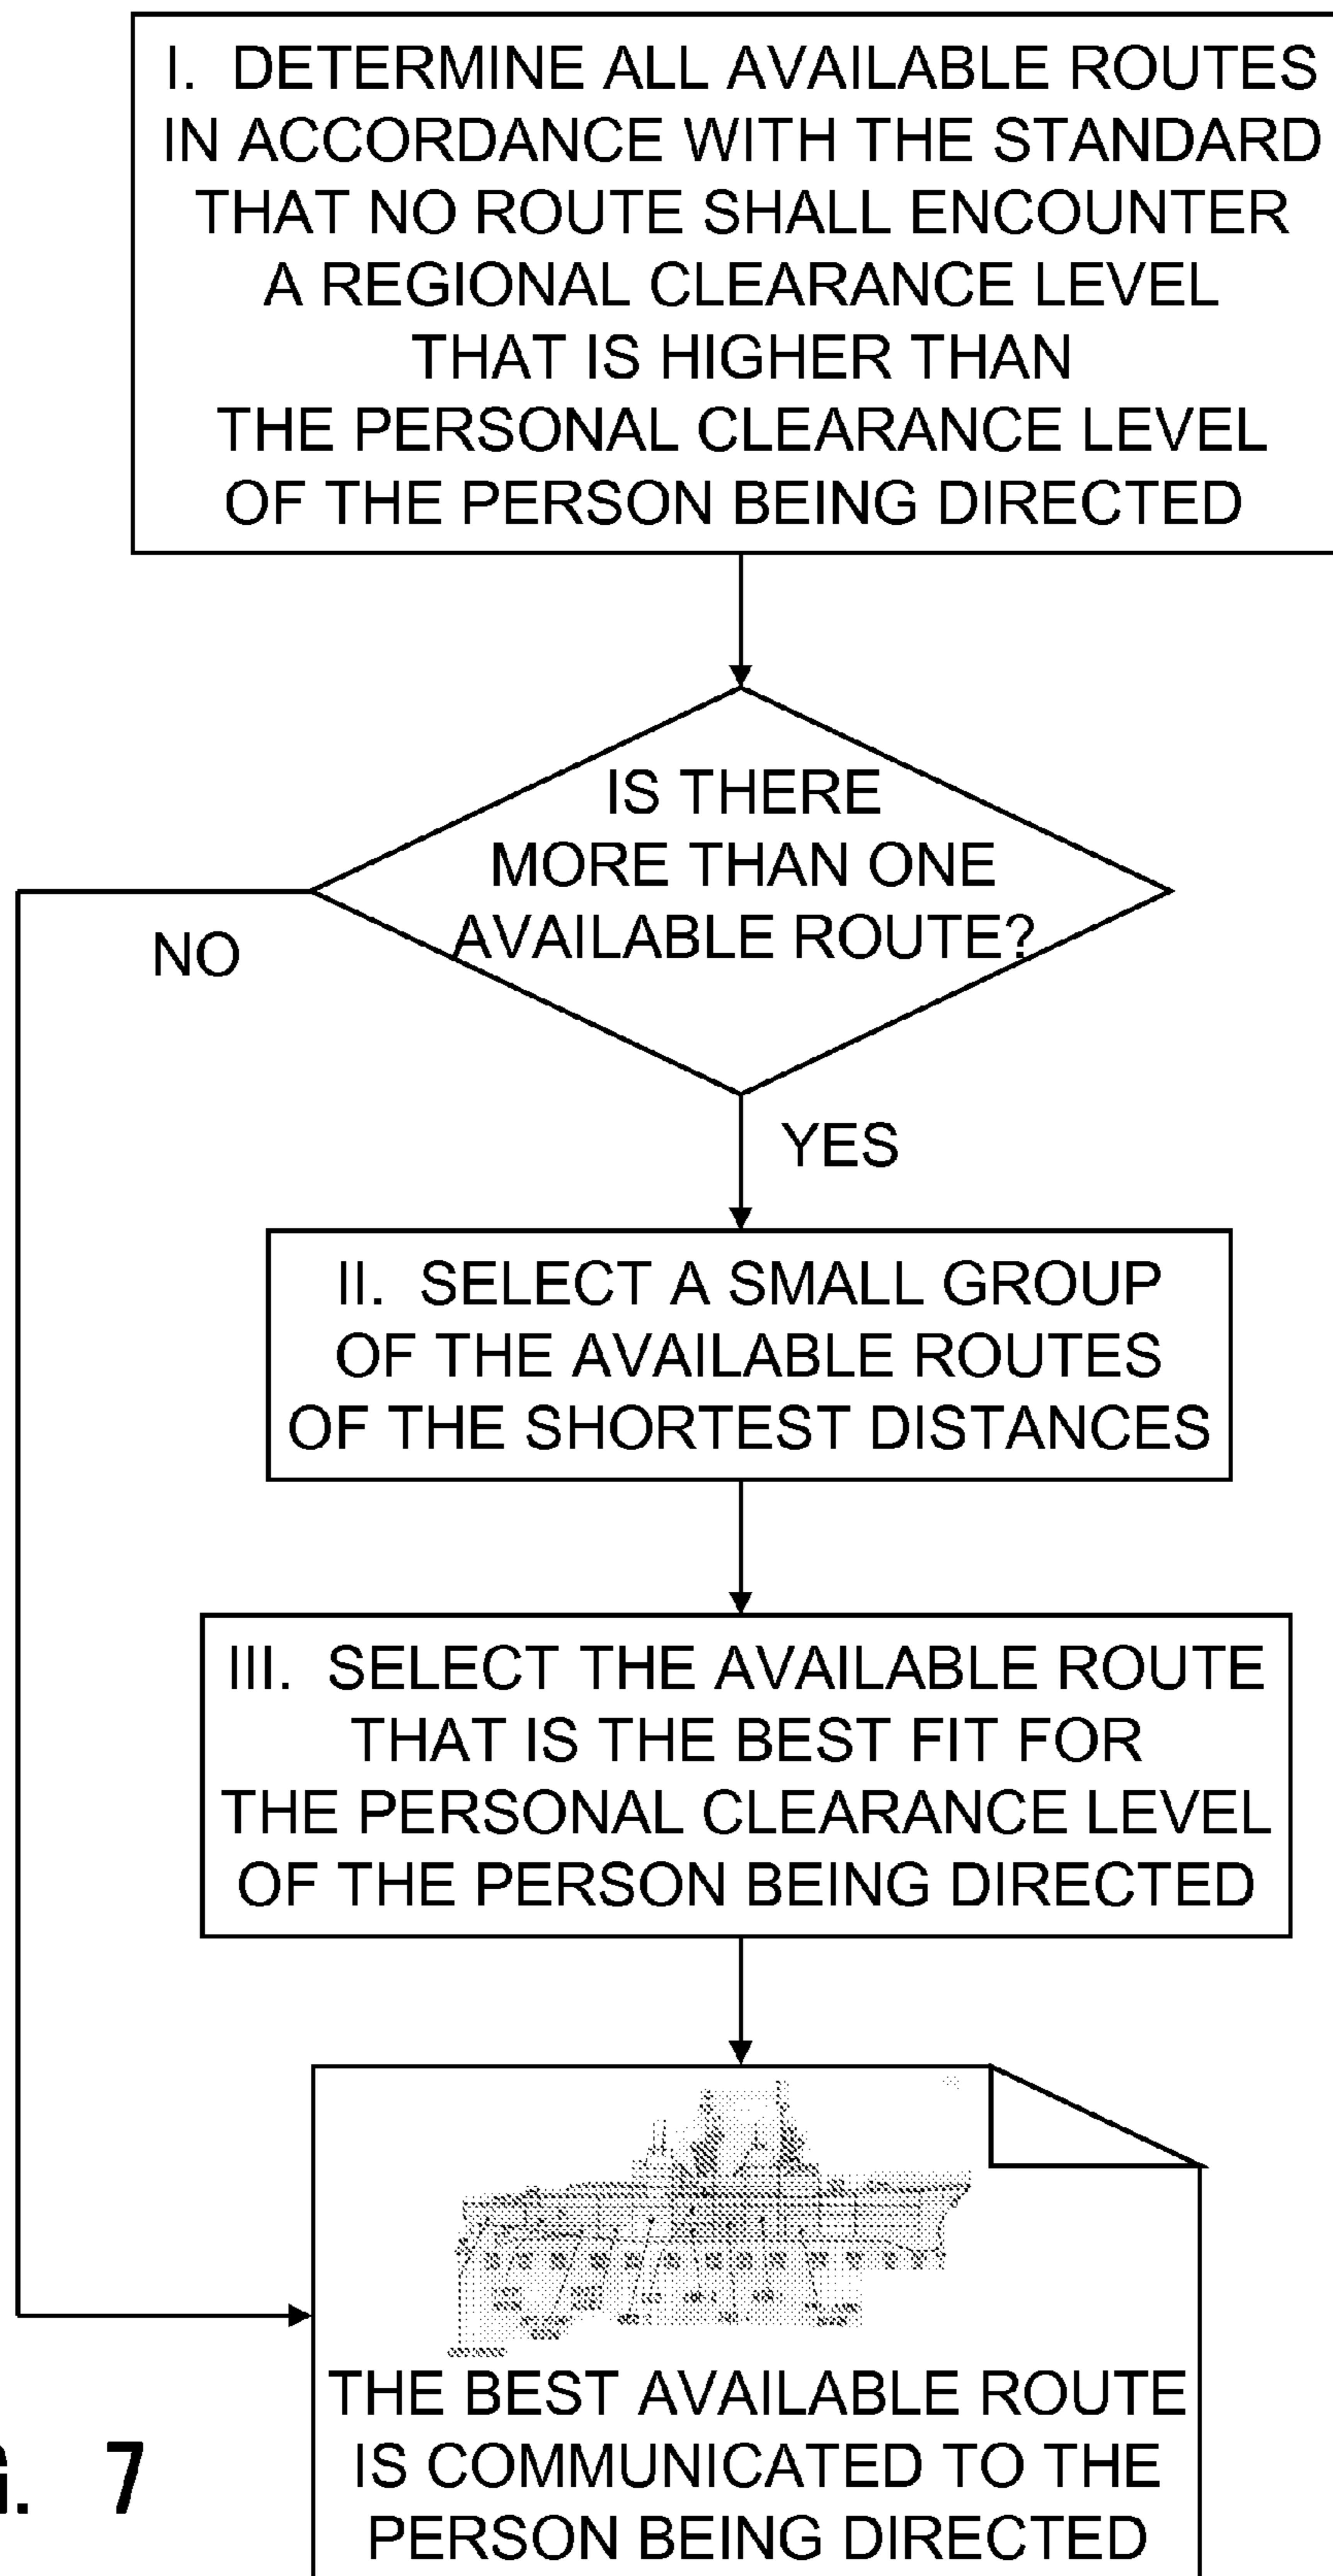 I. DETERMINE ALL AVAILABLE ROUTES
IN ACCORDANCE WITH THE STANDARD
THAT NO ROUTE SHALL ENCOUNTER
A REGIONAL CLEARANCE LEVEL
THAT IS HIGHER THAN
THE PERSONAL CLEARANCE LEVEL
OF THE PERSON BEING DIRECTED
IS THERE
MORE THAN ONE
AVAILABLE ROUTE?
NO
YES
II. SELECT A SMALL GROUP
OF THE AVAILABLE ROUTES
OF THE SHORTEST DISTANCES
III. SELECT THE AVAILABLE ROUTE
THAT IS THE BEST FIT FOR
THE PERSONAL CLEARANCE LEVEL
OF THE PERSON BEING DIRECTED
THE BEST AVAILABLE ROUTE
IS COMMUNICATED TO THE
PERSON BEING DIRECTED
7